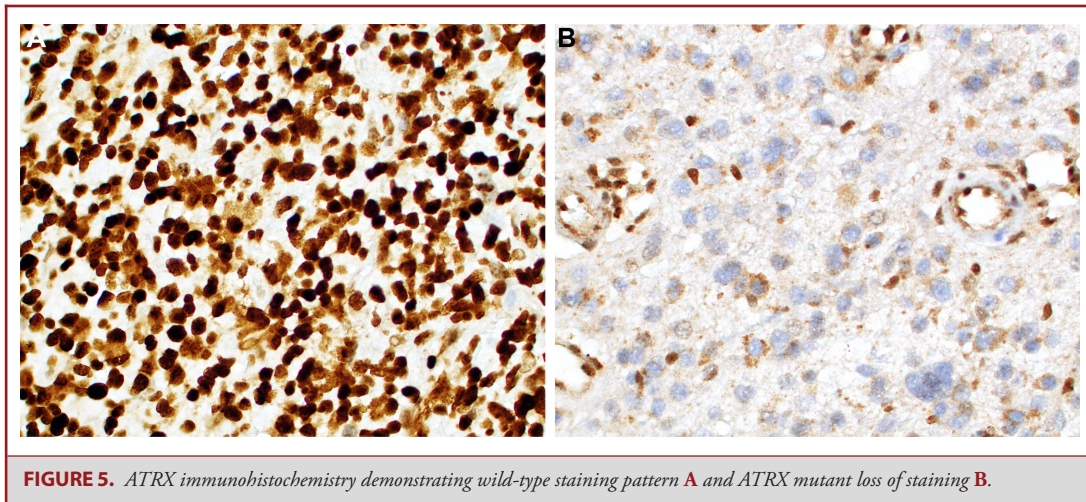 A
B
FIGURE 5. ATRX immunohistochemistry demonstrating wild-type staining pattern A and ATRX mutant loss of staining B.